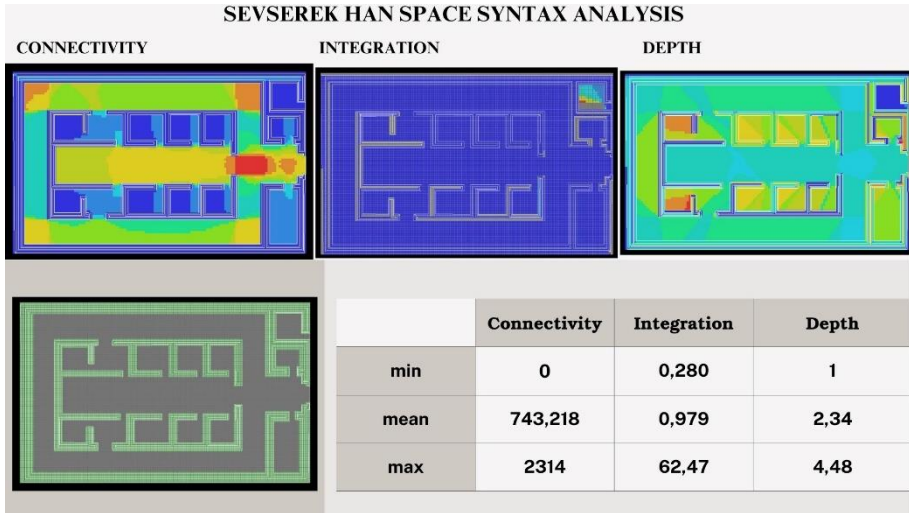 SEVSEREK HAN SPACE SYNTAX ANALYSIS
CONNECTIVITY INTEGRATION DEPTH
Connectivity Integration Depth
min 0 0,280 1
mean 743,218 0,979 2,34
max 2314 62,47 4,48